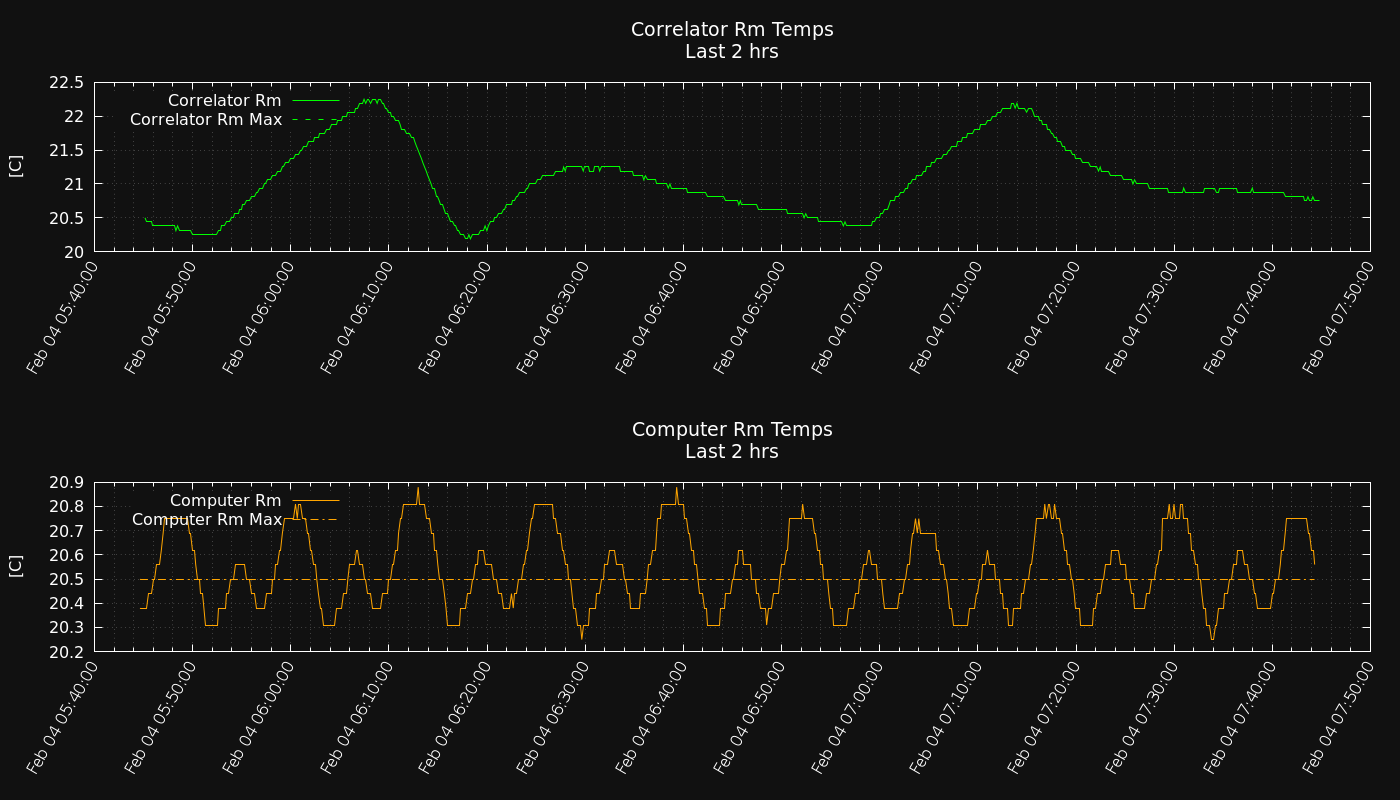 Correlator Rm Temps
Last 2 hrs
22.5
22
21.5
21
20.5
20
[C]
Correlator Rm
Correlator Rm Max
Feb 04 05:40:00
Feb 04 05:50:00
Feb 04 06:00:00
Feb 04 06:10:00
Feb 04 06:20:00
Feb 04 06:30:00
Feb 04 06:40:00
Feb 04 06:50:00
Feb 04 07:00:00
Feb 04 07:10:00
Feb 04 07:20:00
Feb 04 07:30:00
Feb 04 07:40:00
Feb 04 07:50:00
Computer Rm Temps
Last 2 hrs
20.9
20.8
20.7
20.6
20.5
20.4
20.3
20.2
[C]
Computer Rm
Computer Rm Max
Feb 04 05:40:00
Feb 04 05:50:00
Feb 04 06:00:00
Feb 04 06:10:00
Feb 04 06:20:00
Feb 04 06:30:00
Feb 04 06:40:00
Feb 04 06:50:00
Feb 04 07:00:00
Feb 04 07:10:00
Feb 04 07:20:00
Feb 04 07:30:00
Feb 04 07:40:00
Feb 04 07:50:00